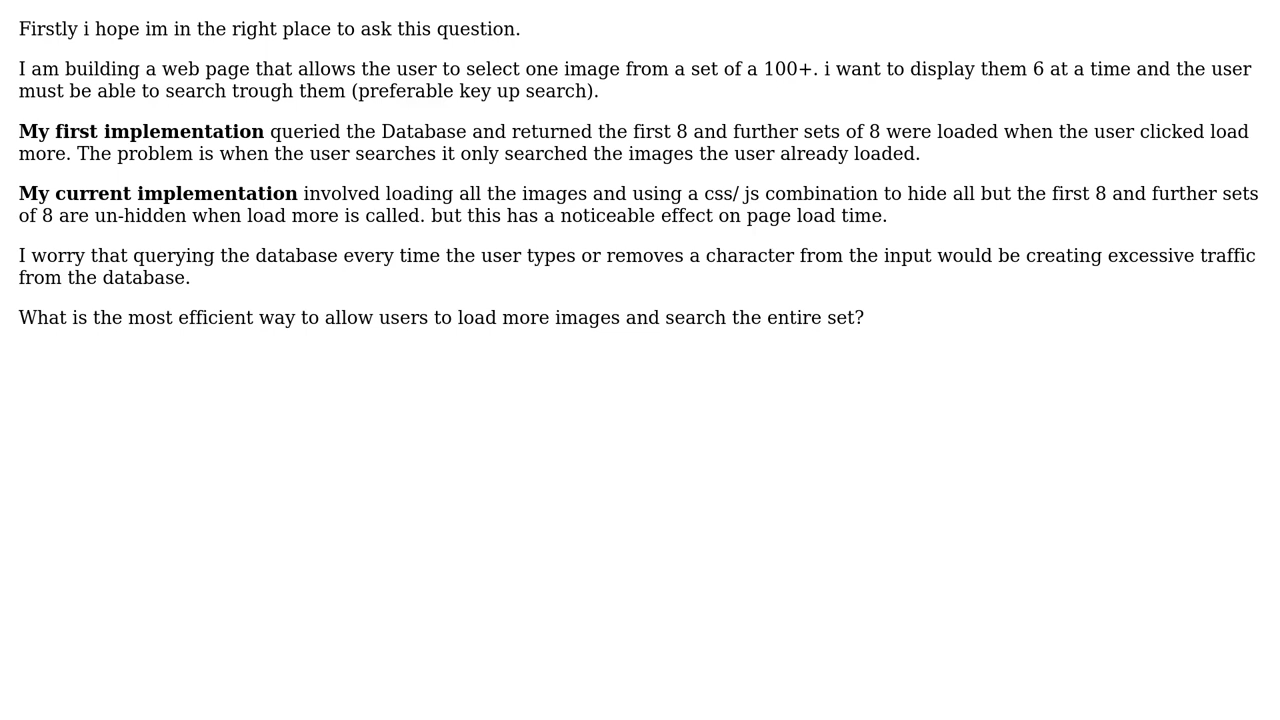 Firstly i hope im in the right place to ask this question.
I am building a web page that allows the user to select one image from a set of a 100+. i want to display them 6 at a time and the user
must be able to search trough them (preferable key up search).
My first implementation queried the Database and returned the first 8 and further sets of 8 were loaded when the user clicked load
more. The problem is when the user searches it only searched the images the user already loaded.
My current implementation involved loading all the images and using a css/ js combination to hide all but the first 8 and further sets
of 8 are un-hidden when load more is called. but this has a noticeable effect on page load time.
I worry that querying the database every time the user types or removes a character from the input would be creating excessive traffic
from the database.
What is the most efficient way to allow users to load more images and search the entire set?